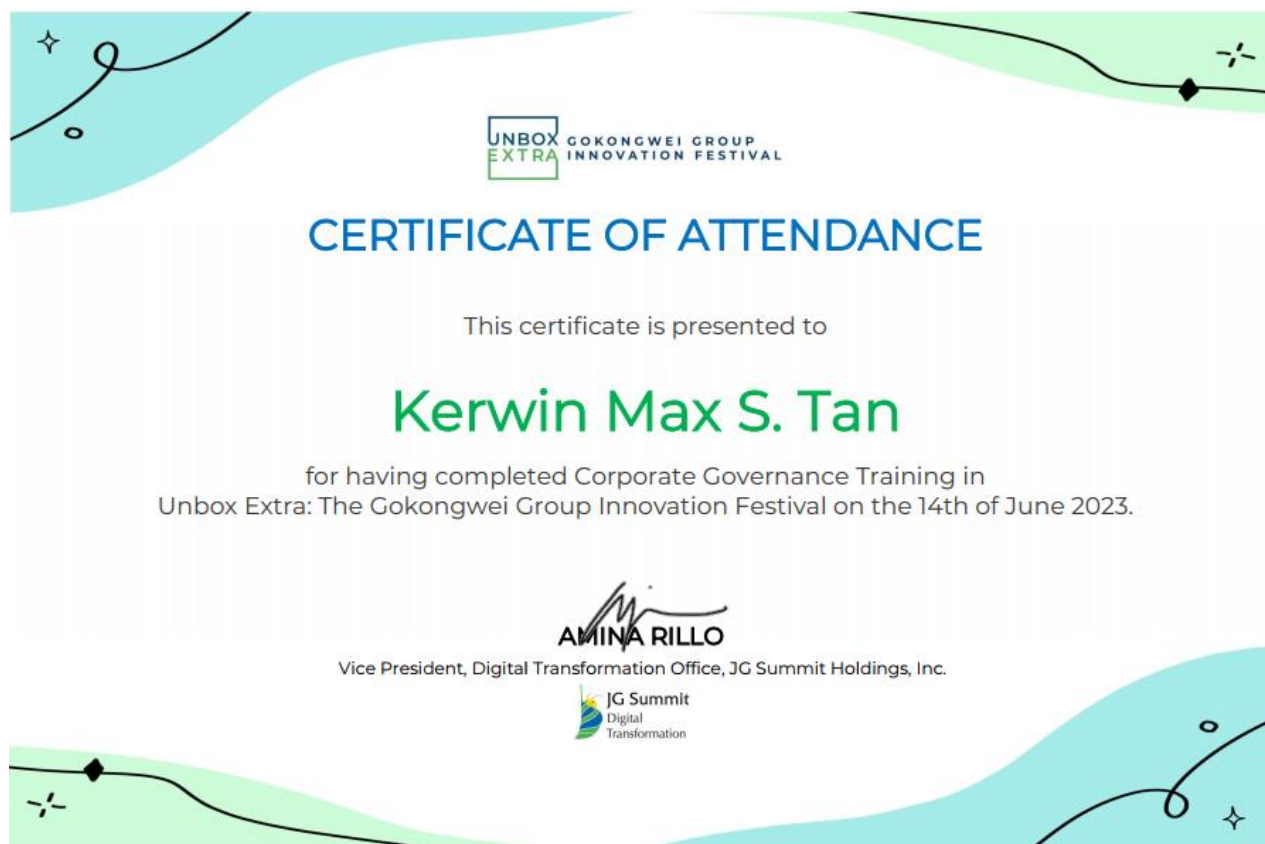 UNBOX EXTRA GOKONGWEI GROUP INNOVATION FESTIVAL
CERTIFICATE OF ATTENDANCE
This certificate is presented to
Kerwin Max S. Tan
for having completed Corporate Governance Training in
Unbox Extra: The Gokongwei Group Innovation Festival on the 14th of June 2023.
AMINA RILLO
Vice President, Digital Transformation Office, JG Summit Holdings, Inc.
JG Summit
Digital
Transformation